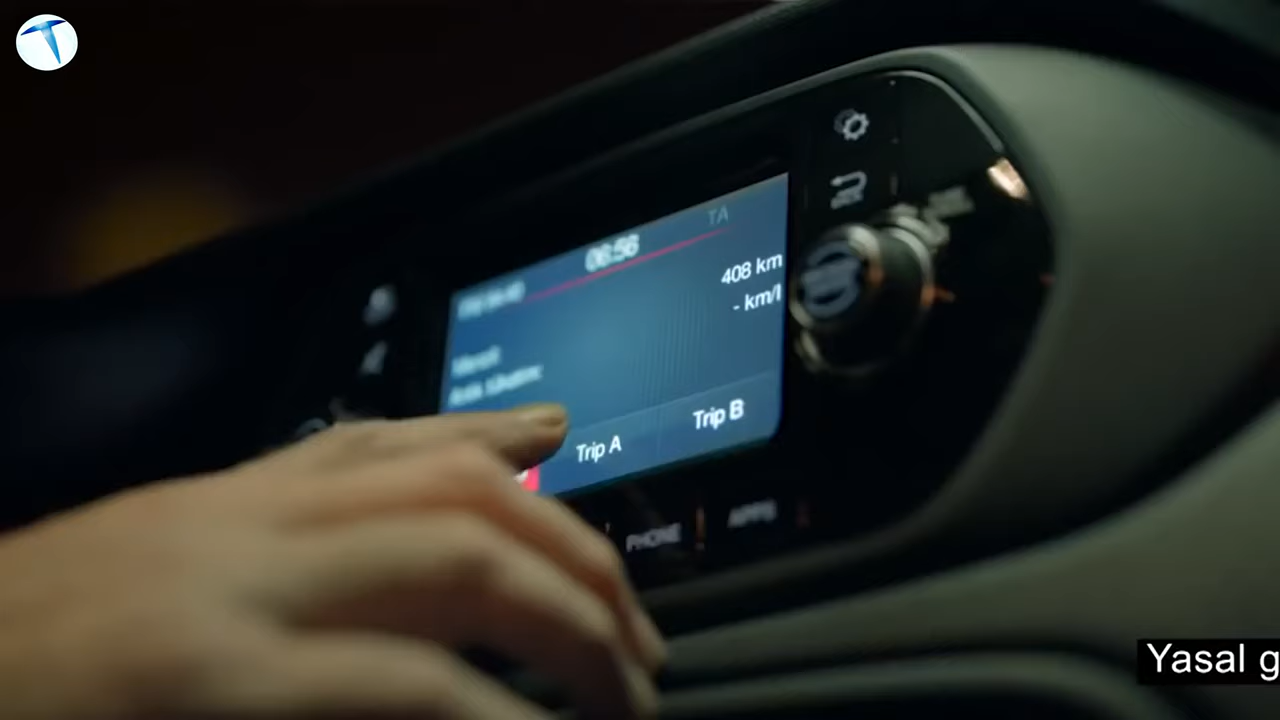 TA
06:56
408 km
- km/l
Trip A
Trip B
PHONE
APPS
Yasal g